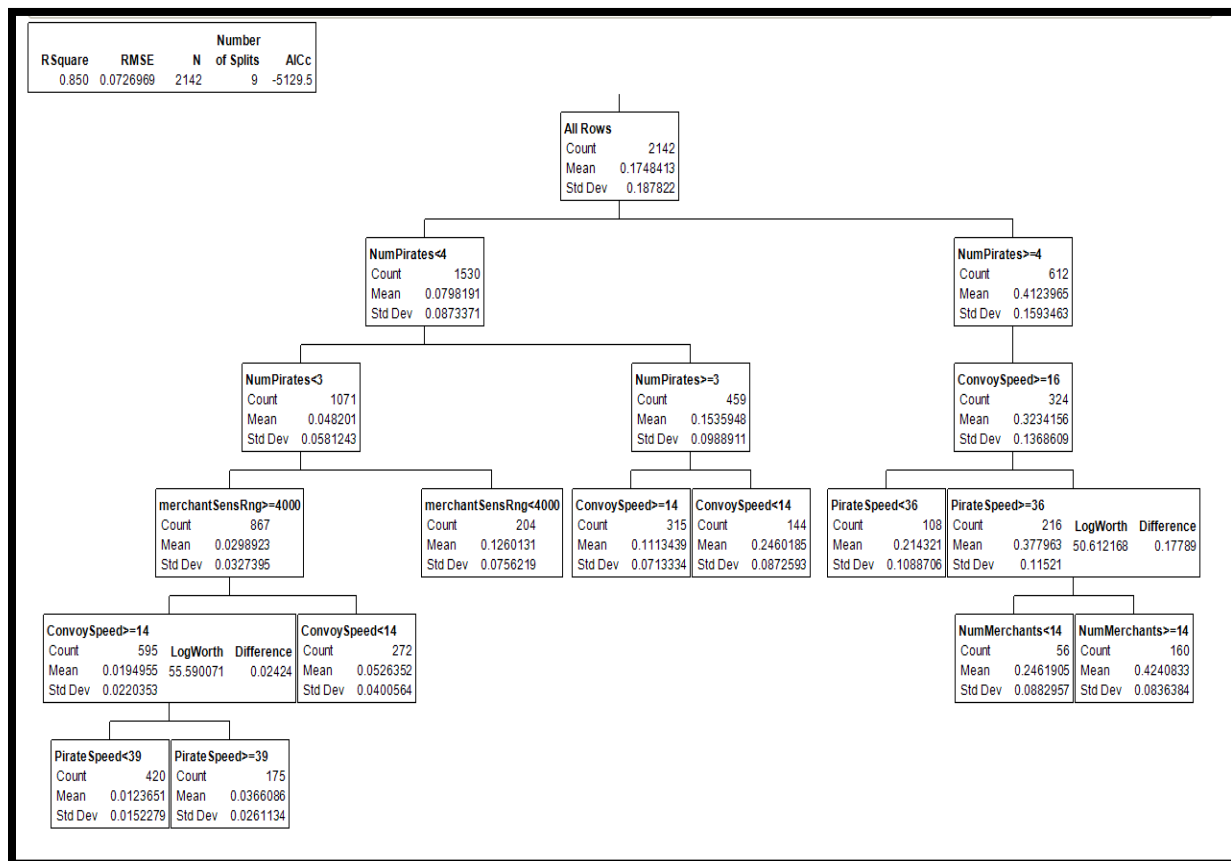 Number
RSquare RMSE N of Splits AICc
0.850 0.0726969 2142 9 -5129.5
All Rows
Count 2142
Mean 0.1748413
Std Dev 0.187822
NumPirates<4
Count 1530
Mean 0.0798191
Std Dev 0.0873371
NumPirates>=4
Count 612
Mean 0.4123965
Std Dev 0.1593463
NumPirates<3
Count 1071
Mean 0.048201
Std Dev 0.0581243
NumPirates>=3
Count 459
Mean 0.1535948
Std Dev 0.0988911
ConvoySpeed>=16
Count 324
Mean 0.3234156
Std Dev 0.1368609
merchantSensRng>=4000
Count 867
Mean 0.0298923
Std Dev 0.0327395
merchantSensRng<4000
Count 204
Mean 0.1260131
Std Dev 0.0756219
ConvoySpeed>=14
Count 315
Mean 0.1113439
Std Dev 0.0713334
ConvoySpeed<14
Count 144
Mean 0.2460185
Std Dev 0.0872593
PirateSpeed<36
Count 108
Mean 0.214321
Std Dev 0.1088706
PirateSpeed>=36
Count 216 LogWorth Difference
Mean 0.377963 50.612168 0.17789
Std Dev 0.11521
ConvoySpeed>=14
Count 595 LogWorth Difference
Mean 0.0194955 55.590071 0.02424
Std Dev 0.0220353
ConvoySpeed<14
Count 272
Mean 0.0526352
Std Dev 0.0400564
NumMerchants<14
Count 56
Mean 0.2461905
Std Dev 0.0882957
NumMerchants>=14
Count 160
Mean 0.4240833
Std Dev 0.0836384
PirateSpeed<39
Count 420
Mean 0.0123651
Std Dev 0.0152279
PirateSpeed>=39
Count 175
Mean 0.0366086
Std Dev 0.0261134